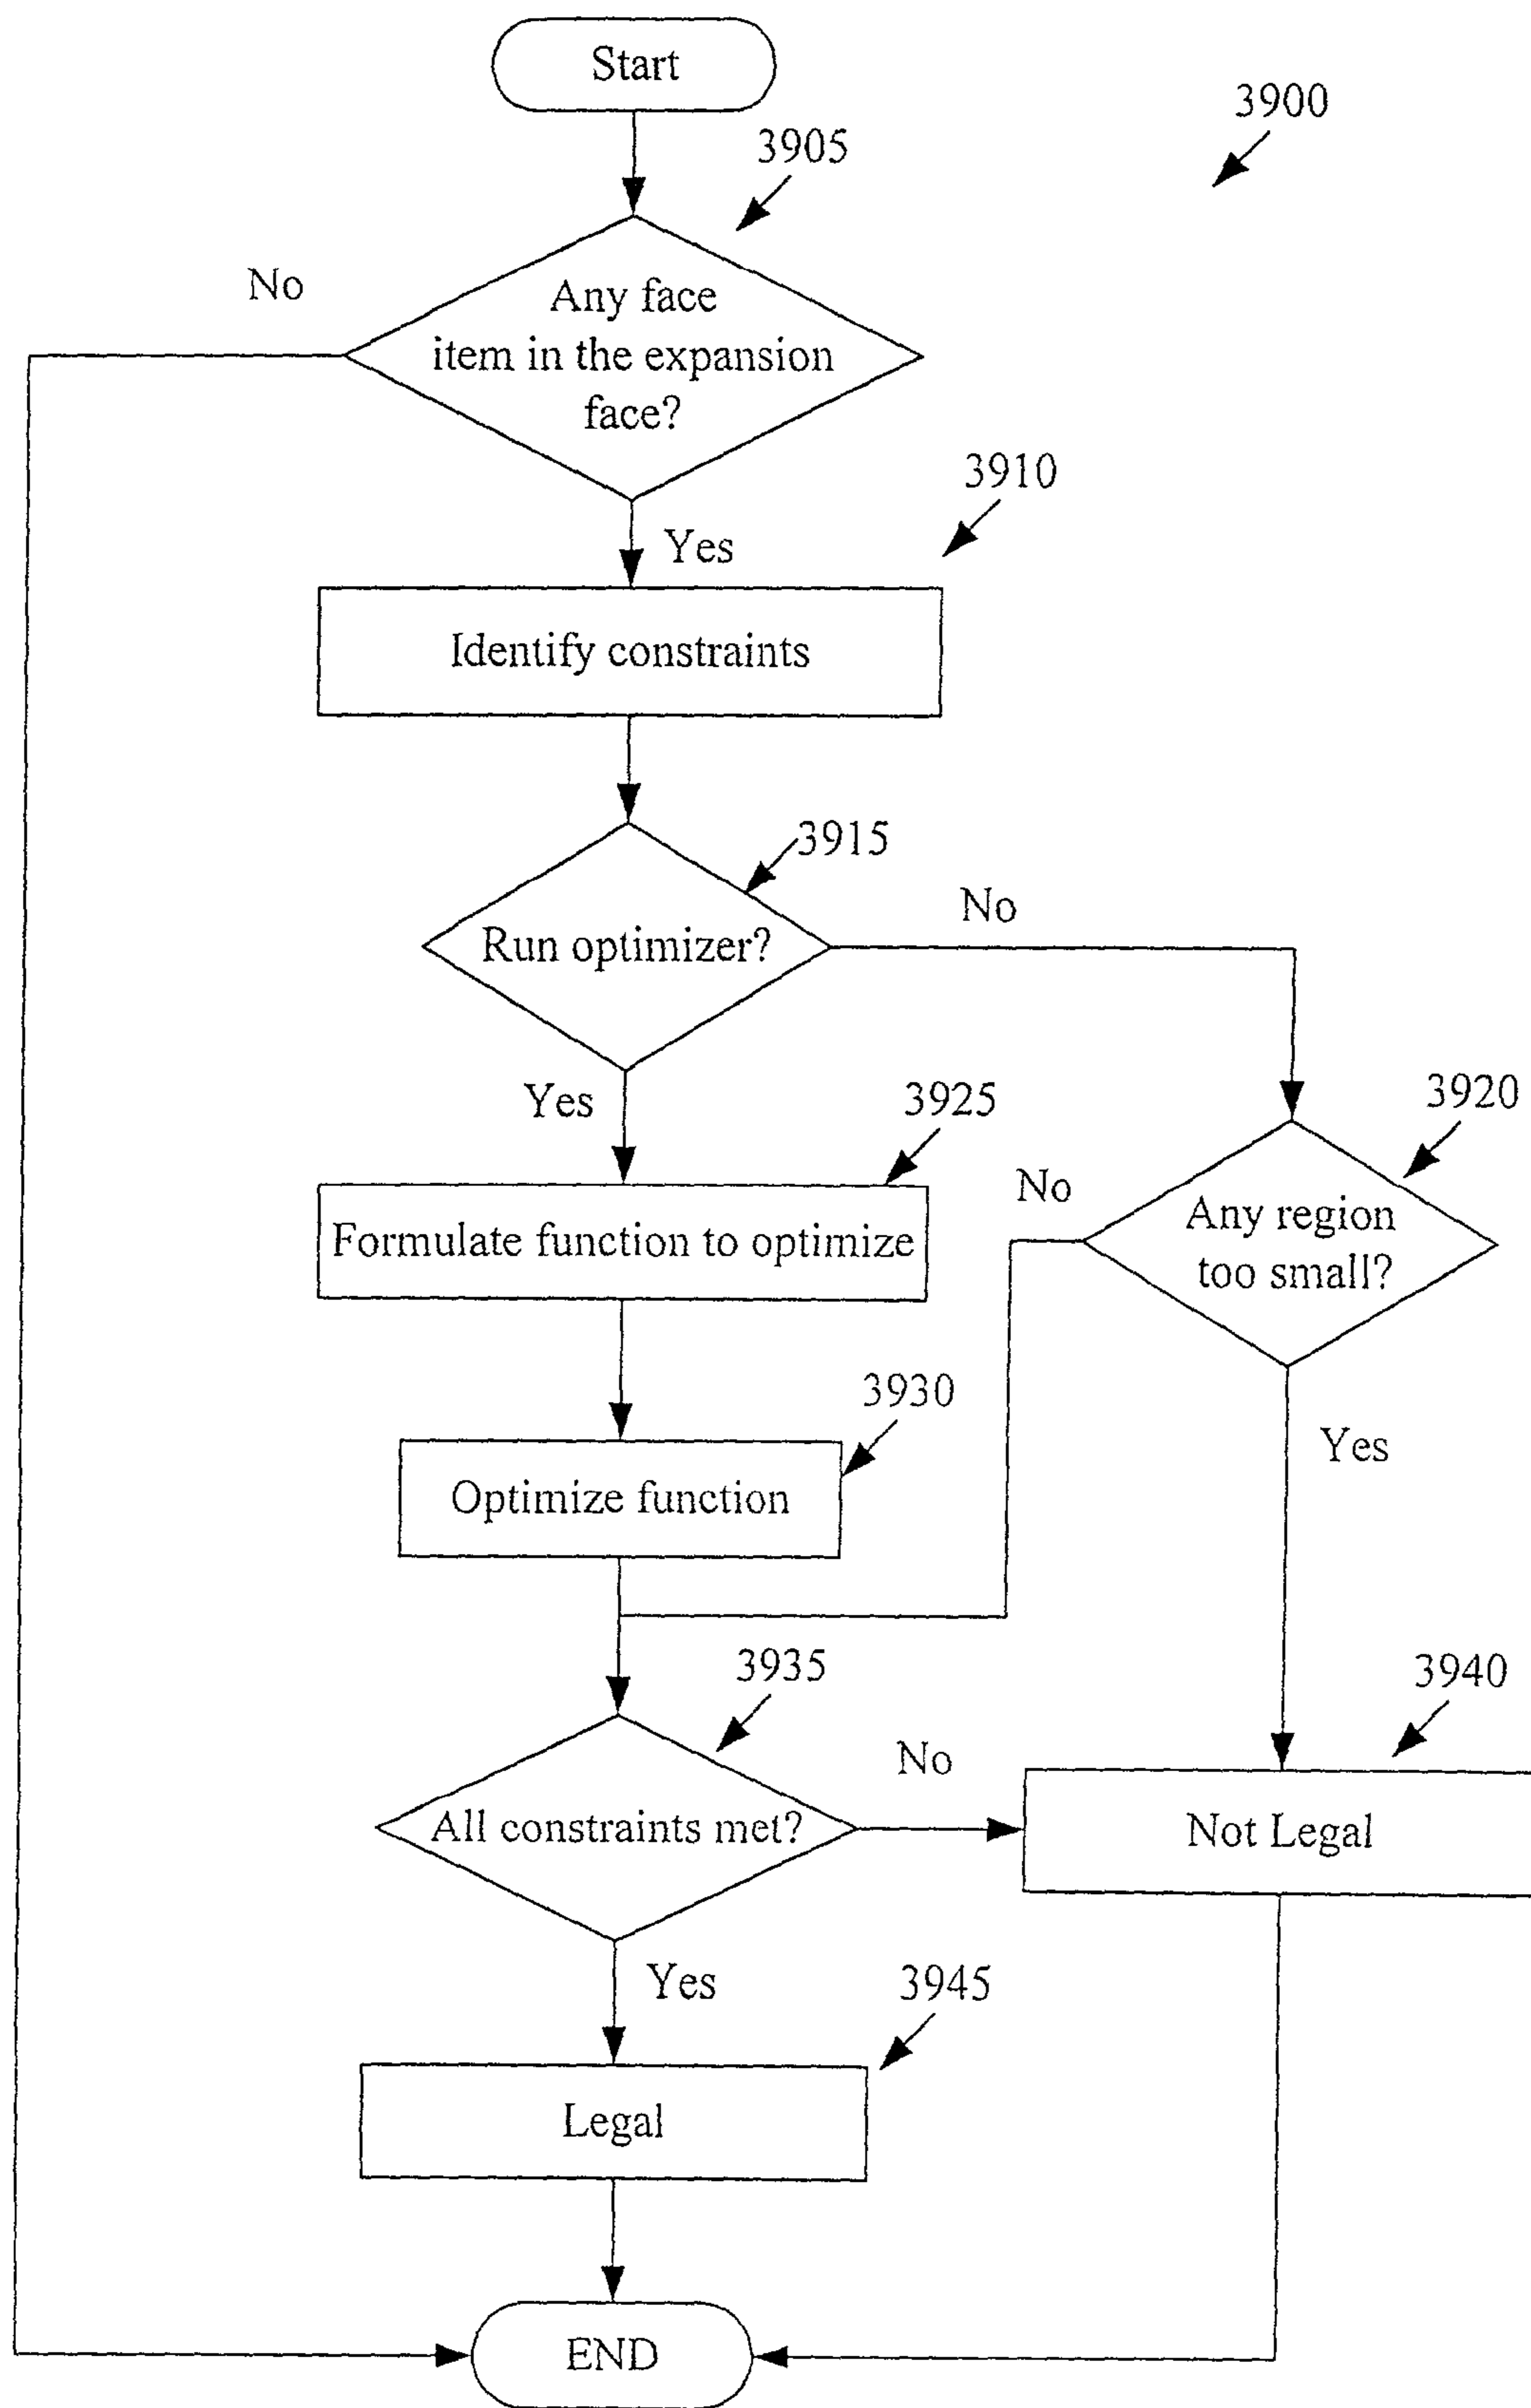 Start
3900
3905
No
Any face
item in the expansion
face?
3910
Yes
Identify constraints
3915
No
Run optimizer?
Yes
3925
3920
No
Any region
too small?
Formulate function to optimize
3930
Yes
Optimize function
3935
3940
No
All constraints met?
Not Legal
Yes
3945
Legal
END